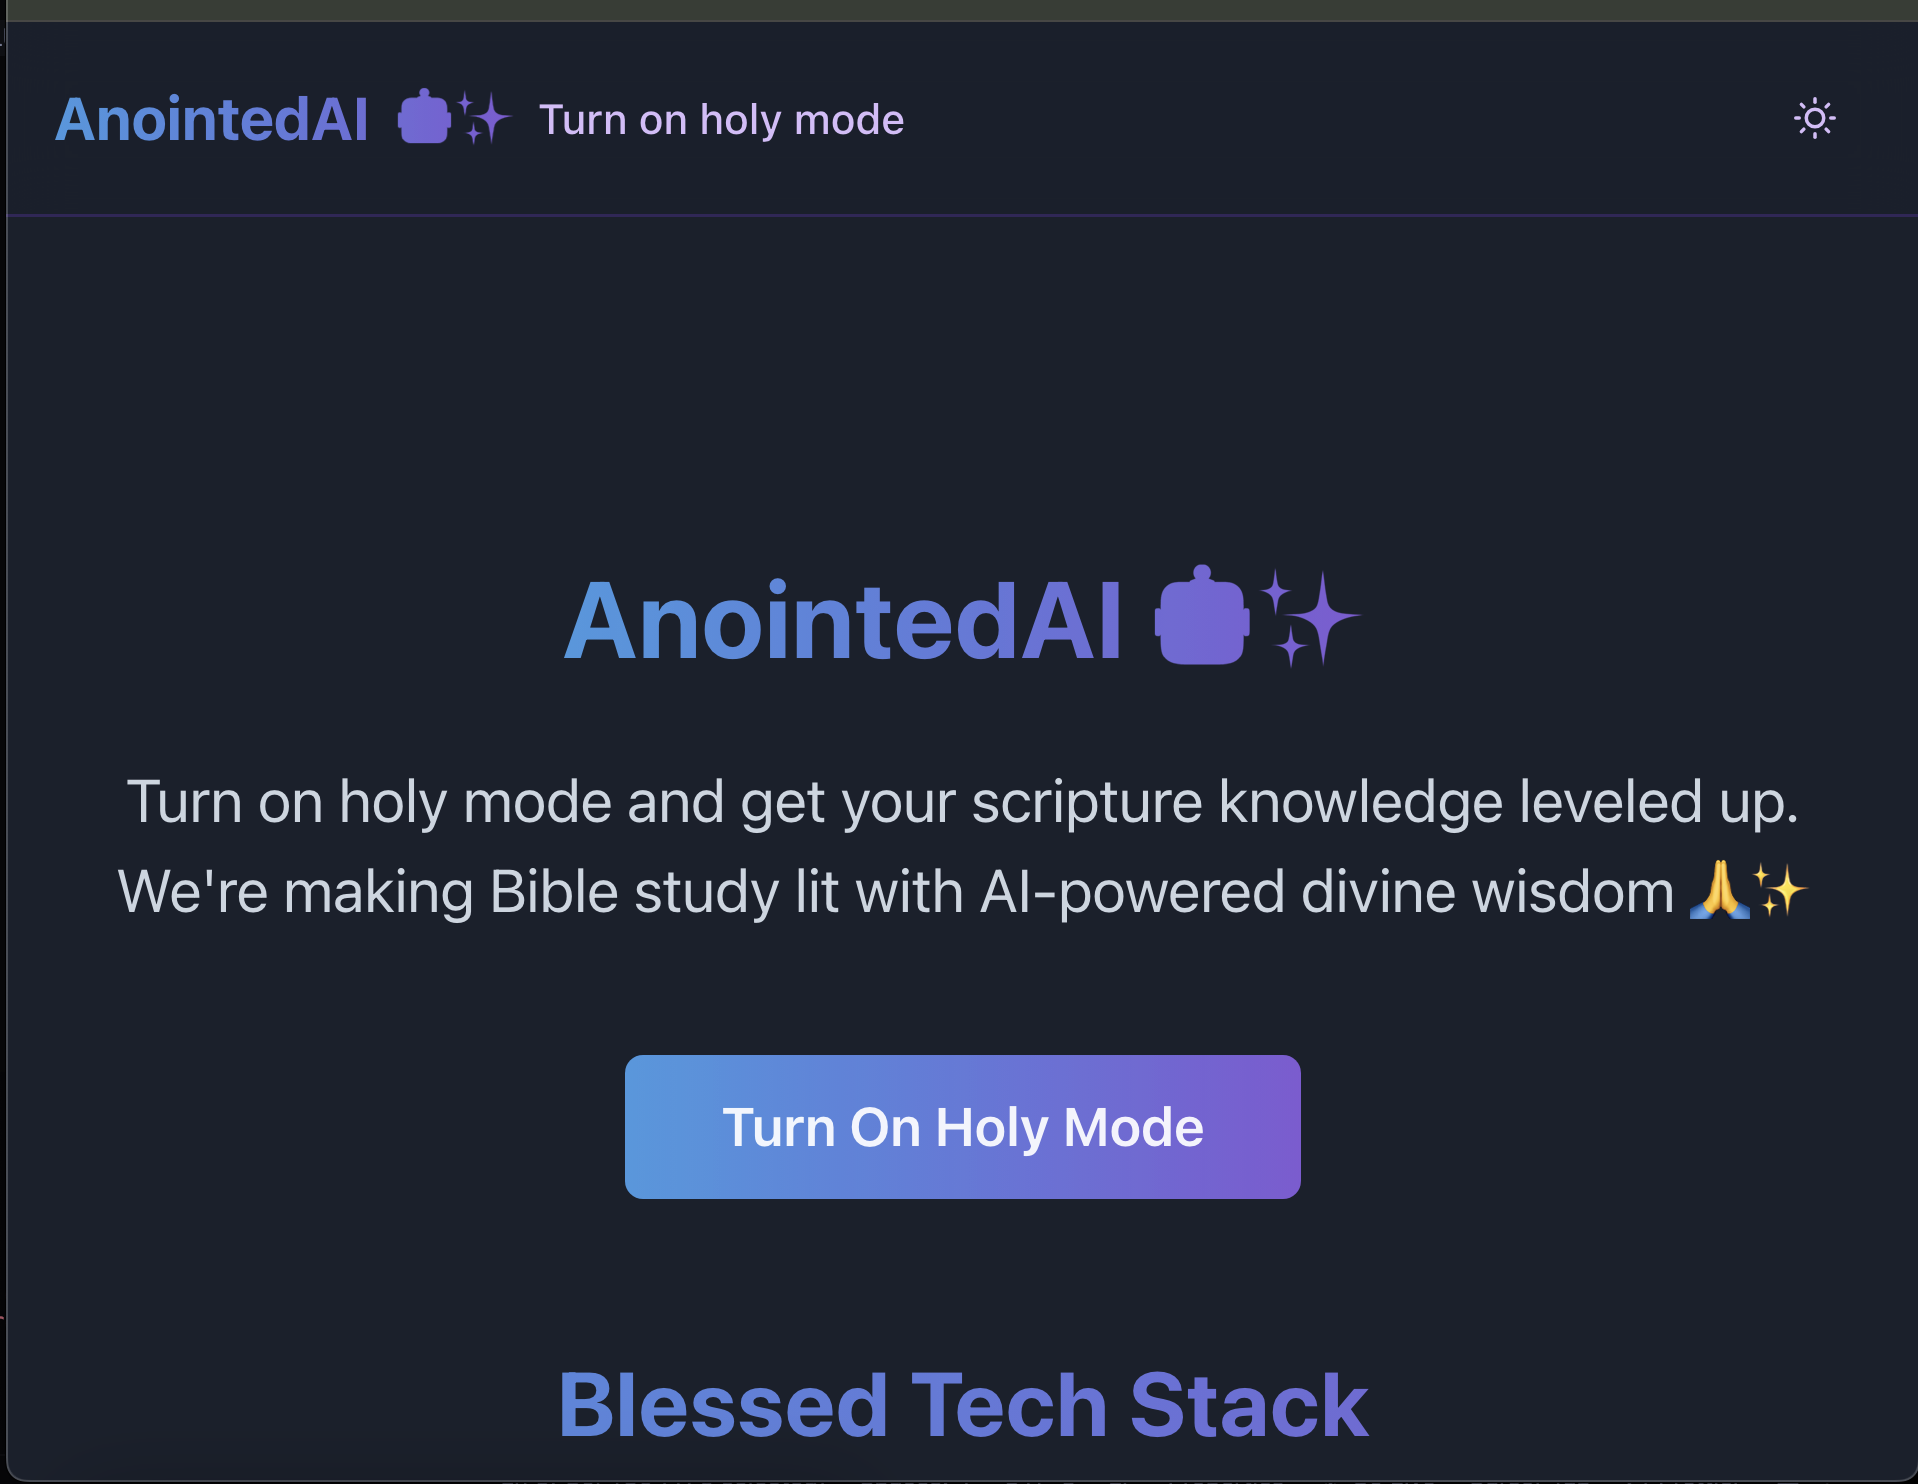 AnointedAI 🤖✨ Turn on holy mode
AnointedAI 🤖✨
Turn on holy mode and get your scripture knowledge leveled up.
We're making Bible study lit with AI-powered divine wisdom 🙏✨
Turn On Holy Mode
Blessed Tech Stack